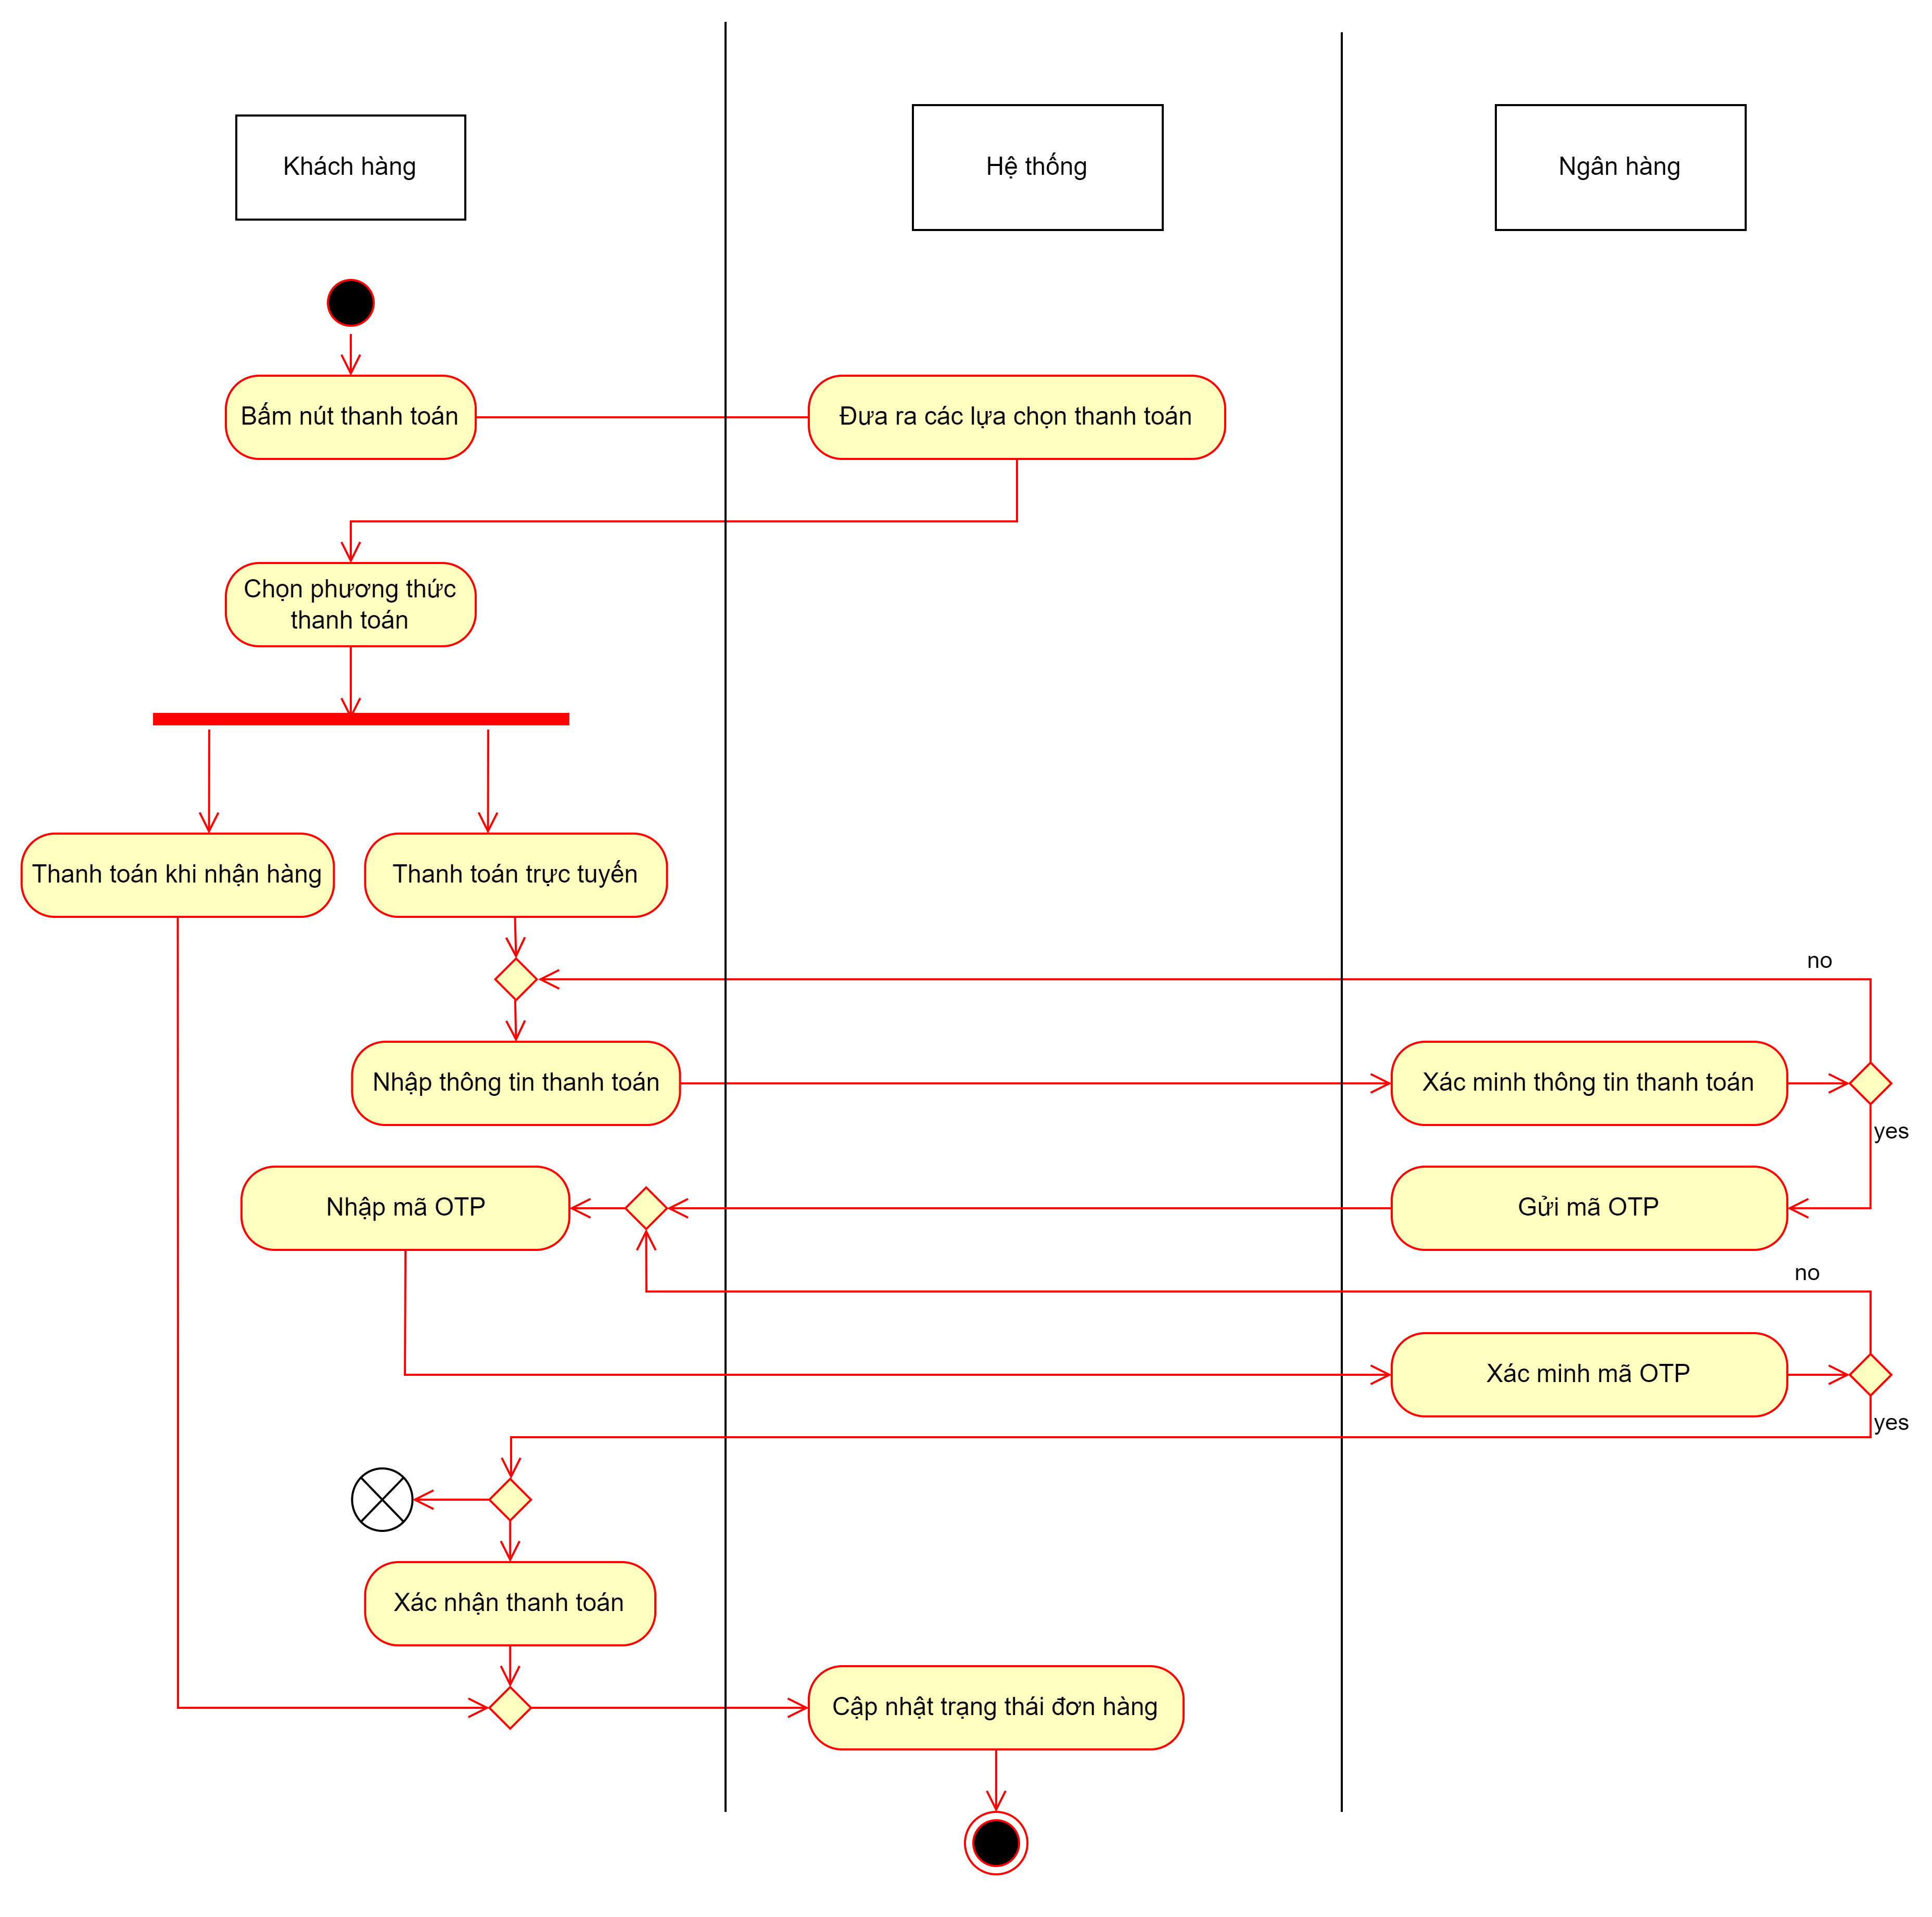 Khách hàng
Hệ thống
Ngân hàng
Bấm nút thanh toán
Đưa ra các lựa chọn thanh toán
Chọn phương thức
thanh toán
Thanh toán khi nhận hàng
Thanh toán trực tuyến
no
Nhập thông tin thanh toán
Xác minh thông tin thanh toán
yes
Nhập mã OTP
Gửi mã OTP
no
Xác minh mã OTP
yes
Xác nhận thanh toán
Cập nhật trạng thái đơn hàng